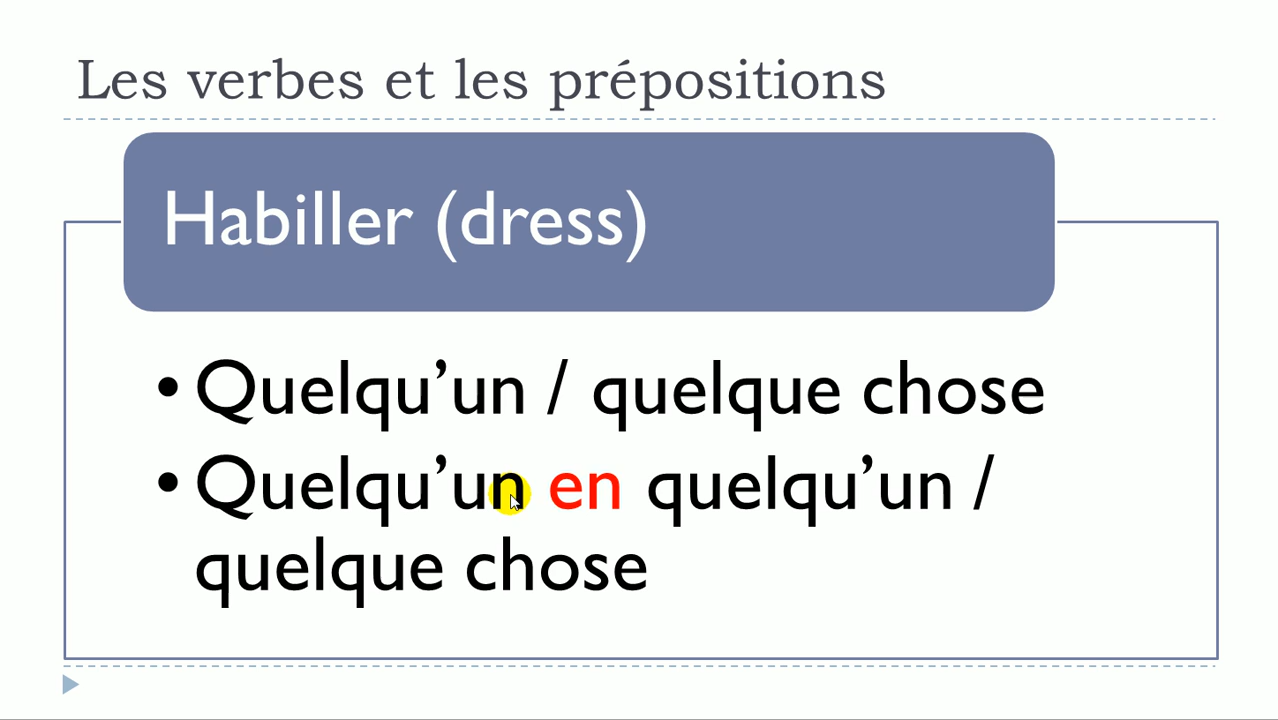 Les verbes et les prépositions
Habiller (dress)
• Quelqu’un / quelque chose
• Quelqu’un en quelqu’un /
quelque chose